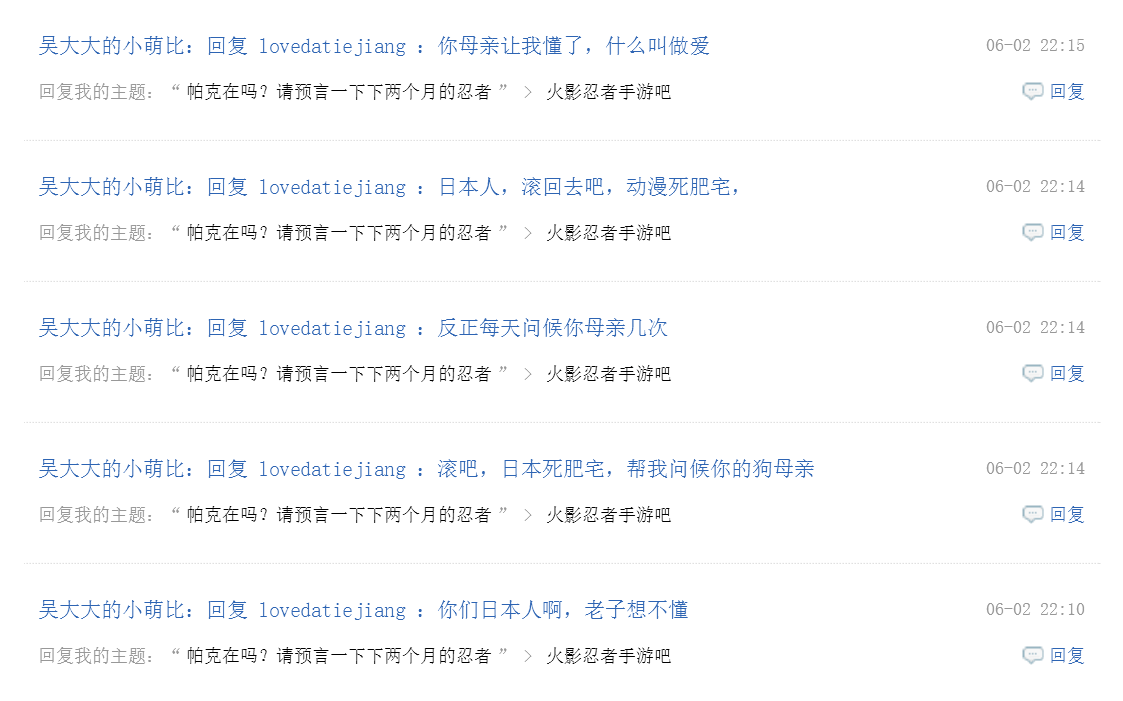 吴大大的小萌比：回复 lovedatiejiang ：你母亲让我懂了，什么叫做爱 06-02 22:15
回复我的主题：“帕克在吗？请预言一下下两个月的忍者” > 火影忍者手游吧 回复
吴大大的小萌比：回复 lovedatiejiang ：日本人，滚回去吧，动漫死肥宅， 06-02 22:14
回复我的主题：“帕克在吗？请预言一下下两个月的忍者” > 火影忍者手游吧 回复
吴大大的小萌比：回复 lovedatiejiang ：反正每天问候你母亲几次 06-02 22:14
回复我的主题：“帕克在吗？请预言一下下两个月的忍者” > 火影忍者手游吧 回复
吴大大的小萌比：回复 lovedatiejiang ：滚吧，日本死肥宅，帮我问候你的狗母亲 06-02 22:14
回复我的主题：“帕克在吗？请预言一下下两个月的忍者” > 火影忍者手游吧 回复
吴大大的小萌比：回复 lovedatiejiang ：你们日本人啊，老子想不懂 06-02 22:10
回复我的主题：“帕克在吗？请预言一下下两个月的忍者” > 火影忍者手游吧 回复